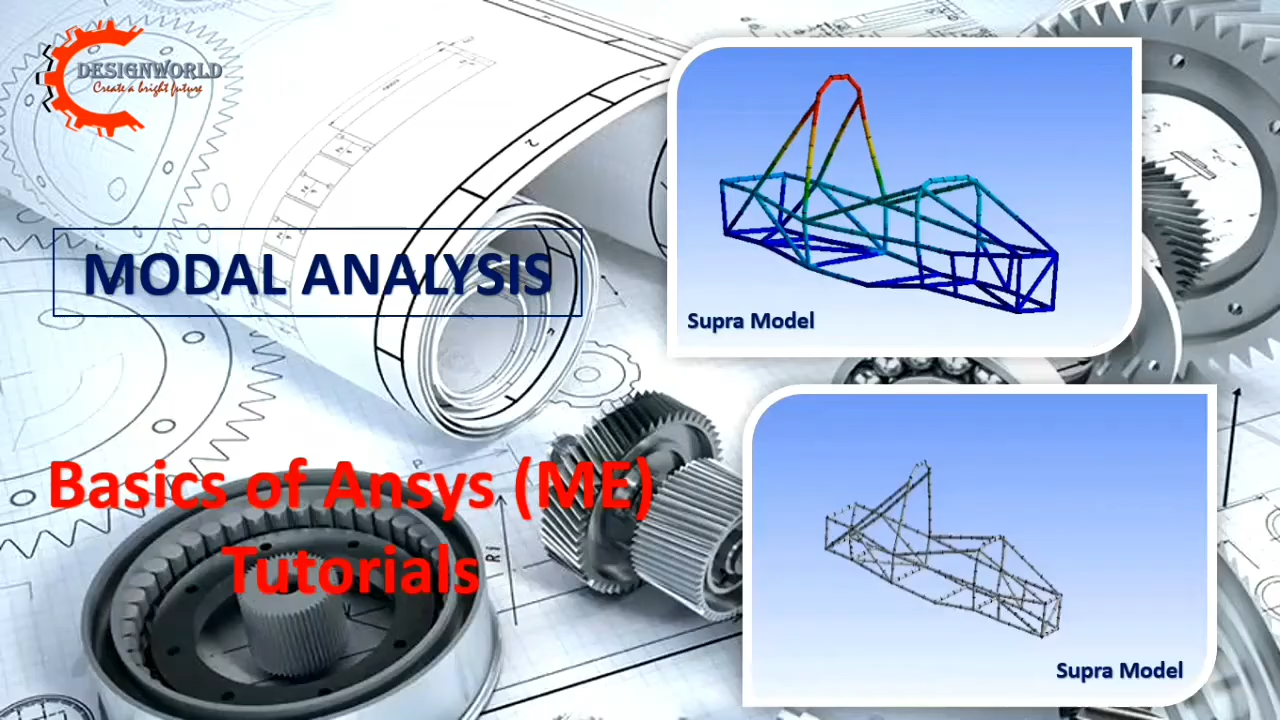 DESIGNWORLD
Create a bright future
MODAL ANALYSIS
Supra Model
Basics of Ansys (ME)
Tutorials
Supra Model